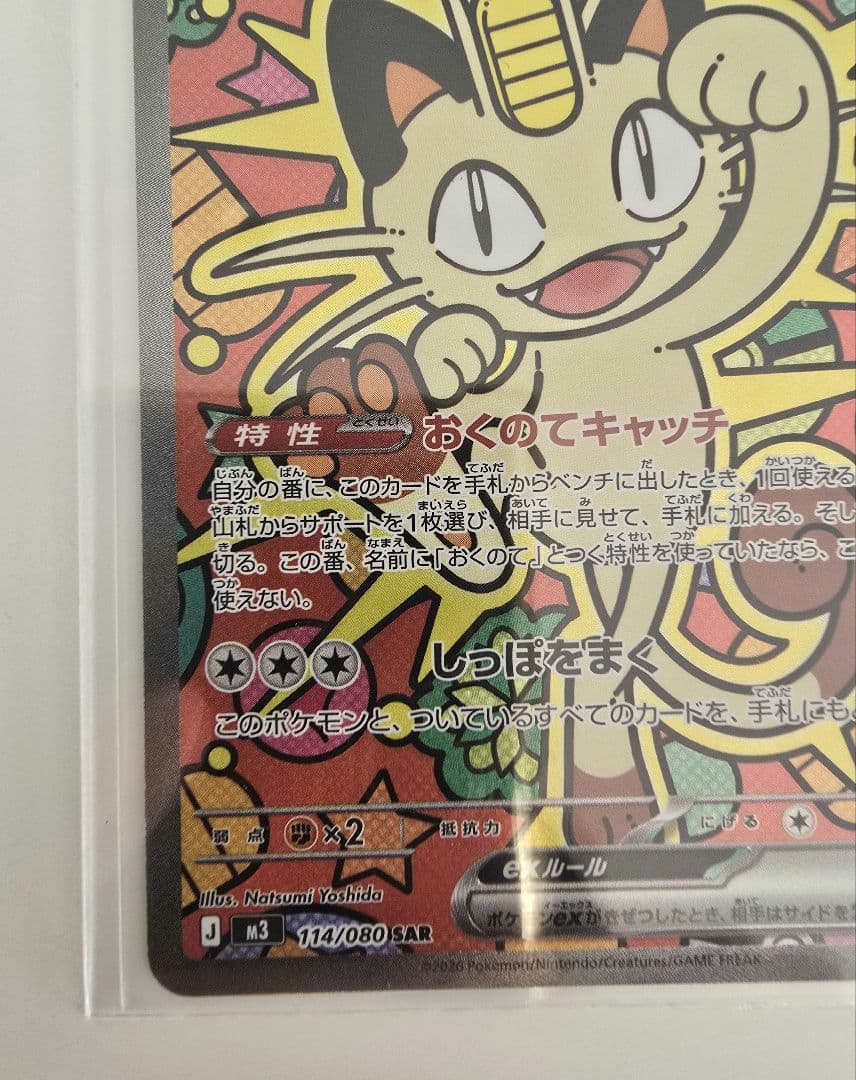 特性 とくせい おくのてキャッチ
自分の番に、このカードを手札からベンチに出したとき、1回使える
山札からサポートを1枚選び、相手に見せて、手札に加える。そし
切る。この番、名前に「おくのて」とつく特性を使っていたなら、こ
使えない。
しっぽをまく
このポケモンと、ついているすべてのカードを、手札にも
弱点 ×2 抵抗力 にげる
exルール
ポケモンexがきぜつしたとき、相手はサイドを2
Illus. Natsumi Yoshida
J M3 114/080 SAR
©2026 Pokémon/Nintendo/Creatures/GAME FREAK